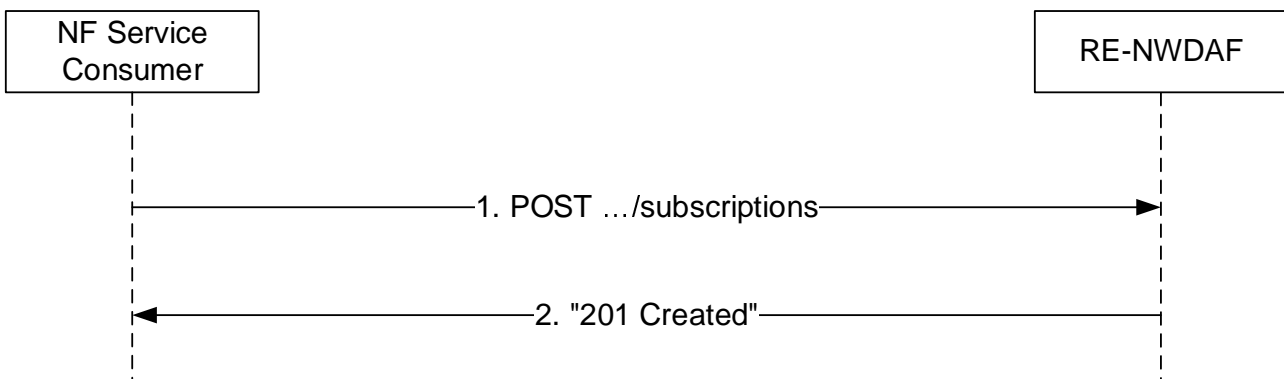 NF Service
Consumer
RE-NWDAF
1. POST …/subscriptions
2. "201 Created"